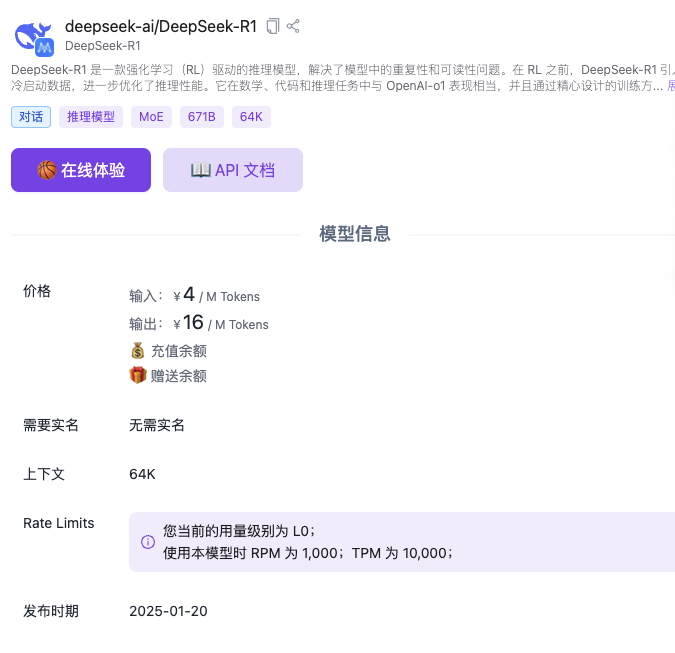 deepseek-ai/DeepSeek-R1
DeepSeek-R1
DeepSeek-R1 是一款强化学习（RL）驱动的推理模型，解决了模型中的重复性和可读性问题。在 RL 之前，DeepSeek-R1 引入
冷启动数据，进一步优化了推理性能。它在数学、代码和推理任务中与 OpenAI-o1 表现相当，并且通过精心设计的训练方... 展
对话 推理模型 MoE 671B 64K
在线体验 API 文档
模型信息
价格
输入： ￥4 / M Tokens
输出： ￥16 / M Tokens
充值余额
赠送余额
需要实名 无需实名
上下文 64K
Rate Limits
您当前的用量级别为 L0；
使用本模型时 RPM 为 1,000；TPM 为 10,000；
发布时期 2025-01-20